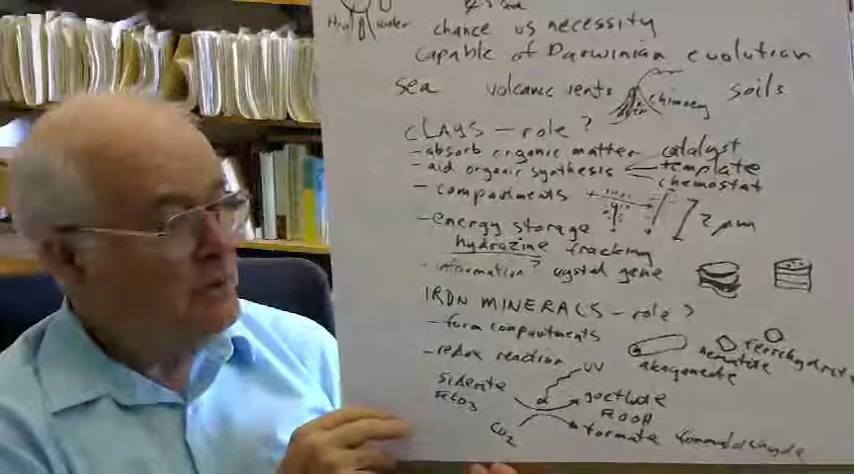 chance vs necessity
capable of Darwinian evolution
sea volcanic vents chimney soils
CLAYS - role?
- absorb organic matter catalyst
- aid organic synthesis template
chemostat
- compartments 2 µm
- energy storage
hydrazine tracking
- information? crystal gene
IRON MINERALS - role?
- form compartments
akaganeite hematite ferrihydrite
- redox reaction UV
siderite goethite
FeCO3 FeOOH
CO2 formate formaldehyde